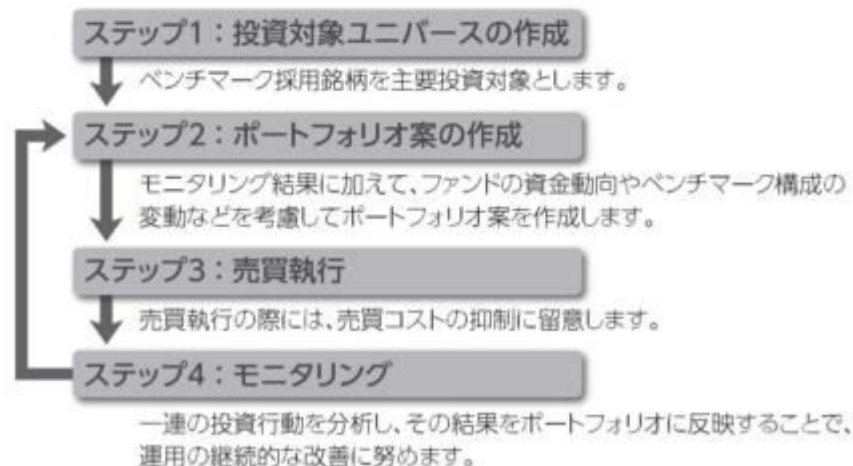 ステップ1：投資対象ユニバースの作成
ベンチマーク採用銘柄を主要投資対象とします。
ステップ2：ポートフォリオ案の作成
モニタリング結果に加えて、ファンドの資金動向やベンチマーク構成の
変動などを考慮してポートフォリオ案を作成します。
ステップ3：売買執行
売買執行の際には、売買コストの抑制に留意します。
ステップ4：モニタリング
一連の投資行動を分析し、その結果をポートフォリオに反映することで、
運用の継続的な改善に努めます。